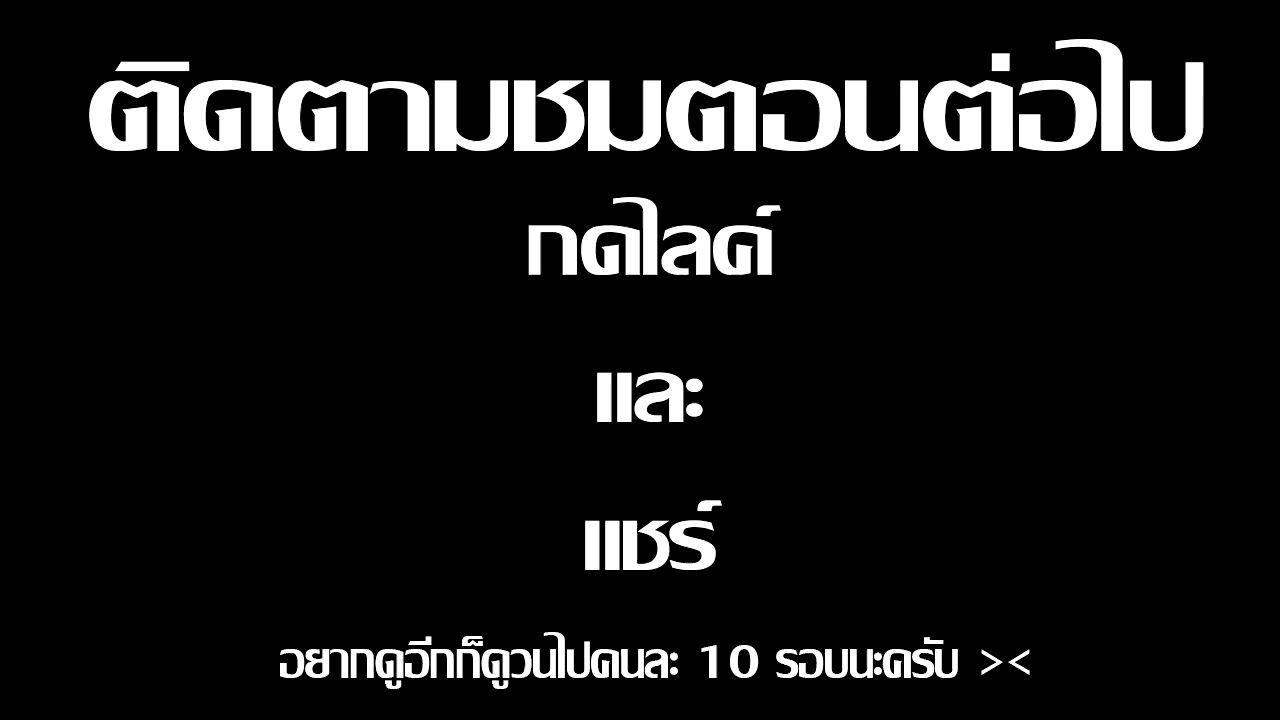 ติดตามชมตอนต่อไป
กดไลค์
และ
แชร์
อยากดูอีกก็ดูวนไปคนละ 10 รอบนะครับ ><